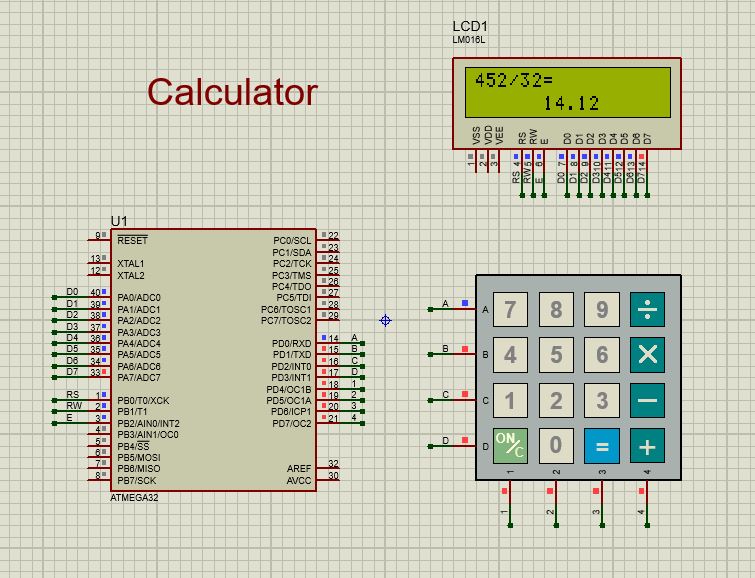 LCD1
LM016L
Calculator
452/32=
14.12
VSS VDD VEE RS RW E D0 D1 D2 D3 D4 D5 D6 D7
1 2 3 4 5 6 7 8 9 10 11 12 13 14
RS RW E D0 D1 D2 D3 D4 D5 D6 D7
U1
9 RESET PC0/SCL 22
PC1/SDA 23
13 XTAL1 PC2/TCK 24
12 XTAL2 PC3/TMS 25
PC4/TDO 26
D0 40 PA0/ADC0 PC5/TDI 27
D1 39 PA1/ADC1 PC6/TOSC1 28
D2 38 PA2/ADC2 PC7/TOSC2 29
D3 37 PA3/ADC3
D4 36 PA4/ADC4 PD0/RXD 14 A
D5 35 PA5/ADC5 PD1/TXD 15 B
D6 34 PA6/ADC6 PD2/INT0 16 C
D7 33 PA7/ADC7 PD3/INT1 17 D
PD4/OC1B 18 1
RS 1 PB0/T0/XCK PD5/OC1A 19 2
RW 2 PB1/T1 PD6/ICP1 20 3
E 3 PB2/AIN0/INT2 PD7/OC2 21 4
4 PB3/AIN1/OC0
5 PB4/SS
6 PB5/MOSI
7 PB6/MISO AREF 32
8 PB7/SCK AVCC 30
ATMEGA32
A A 7 8 9 ÷
B B 4 5 6 ×
C C 1 2 3 −
D D ON/C 0 = +
1 2 3 4
1 2 3 4